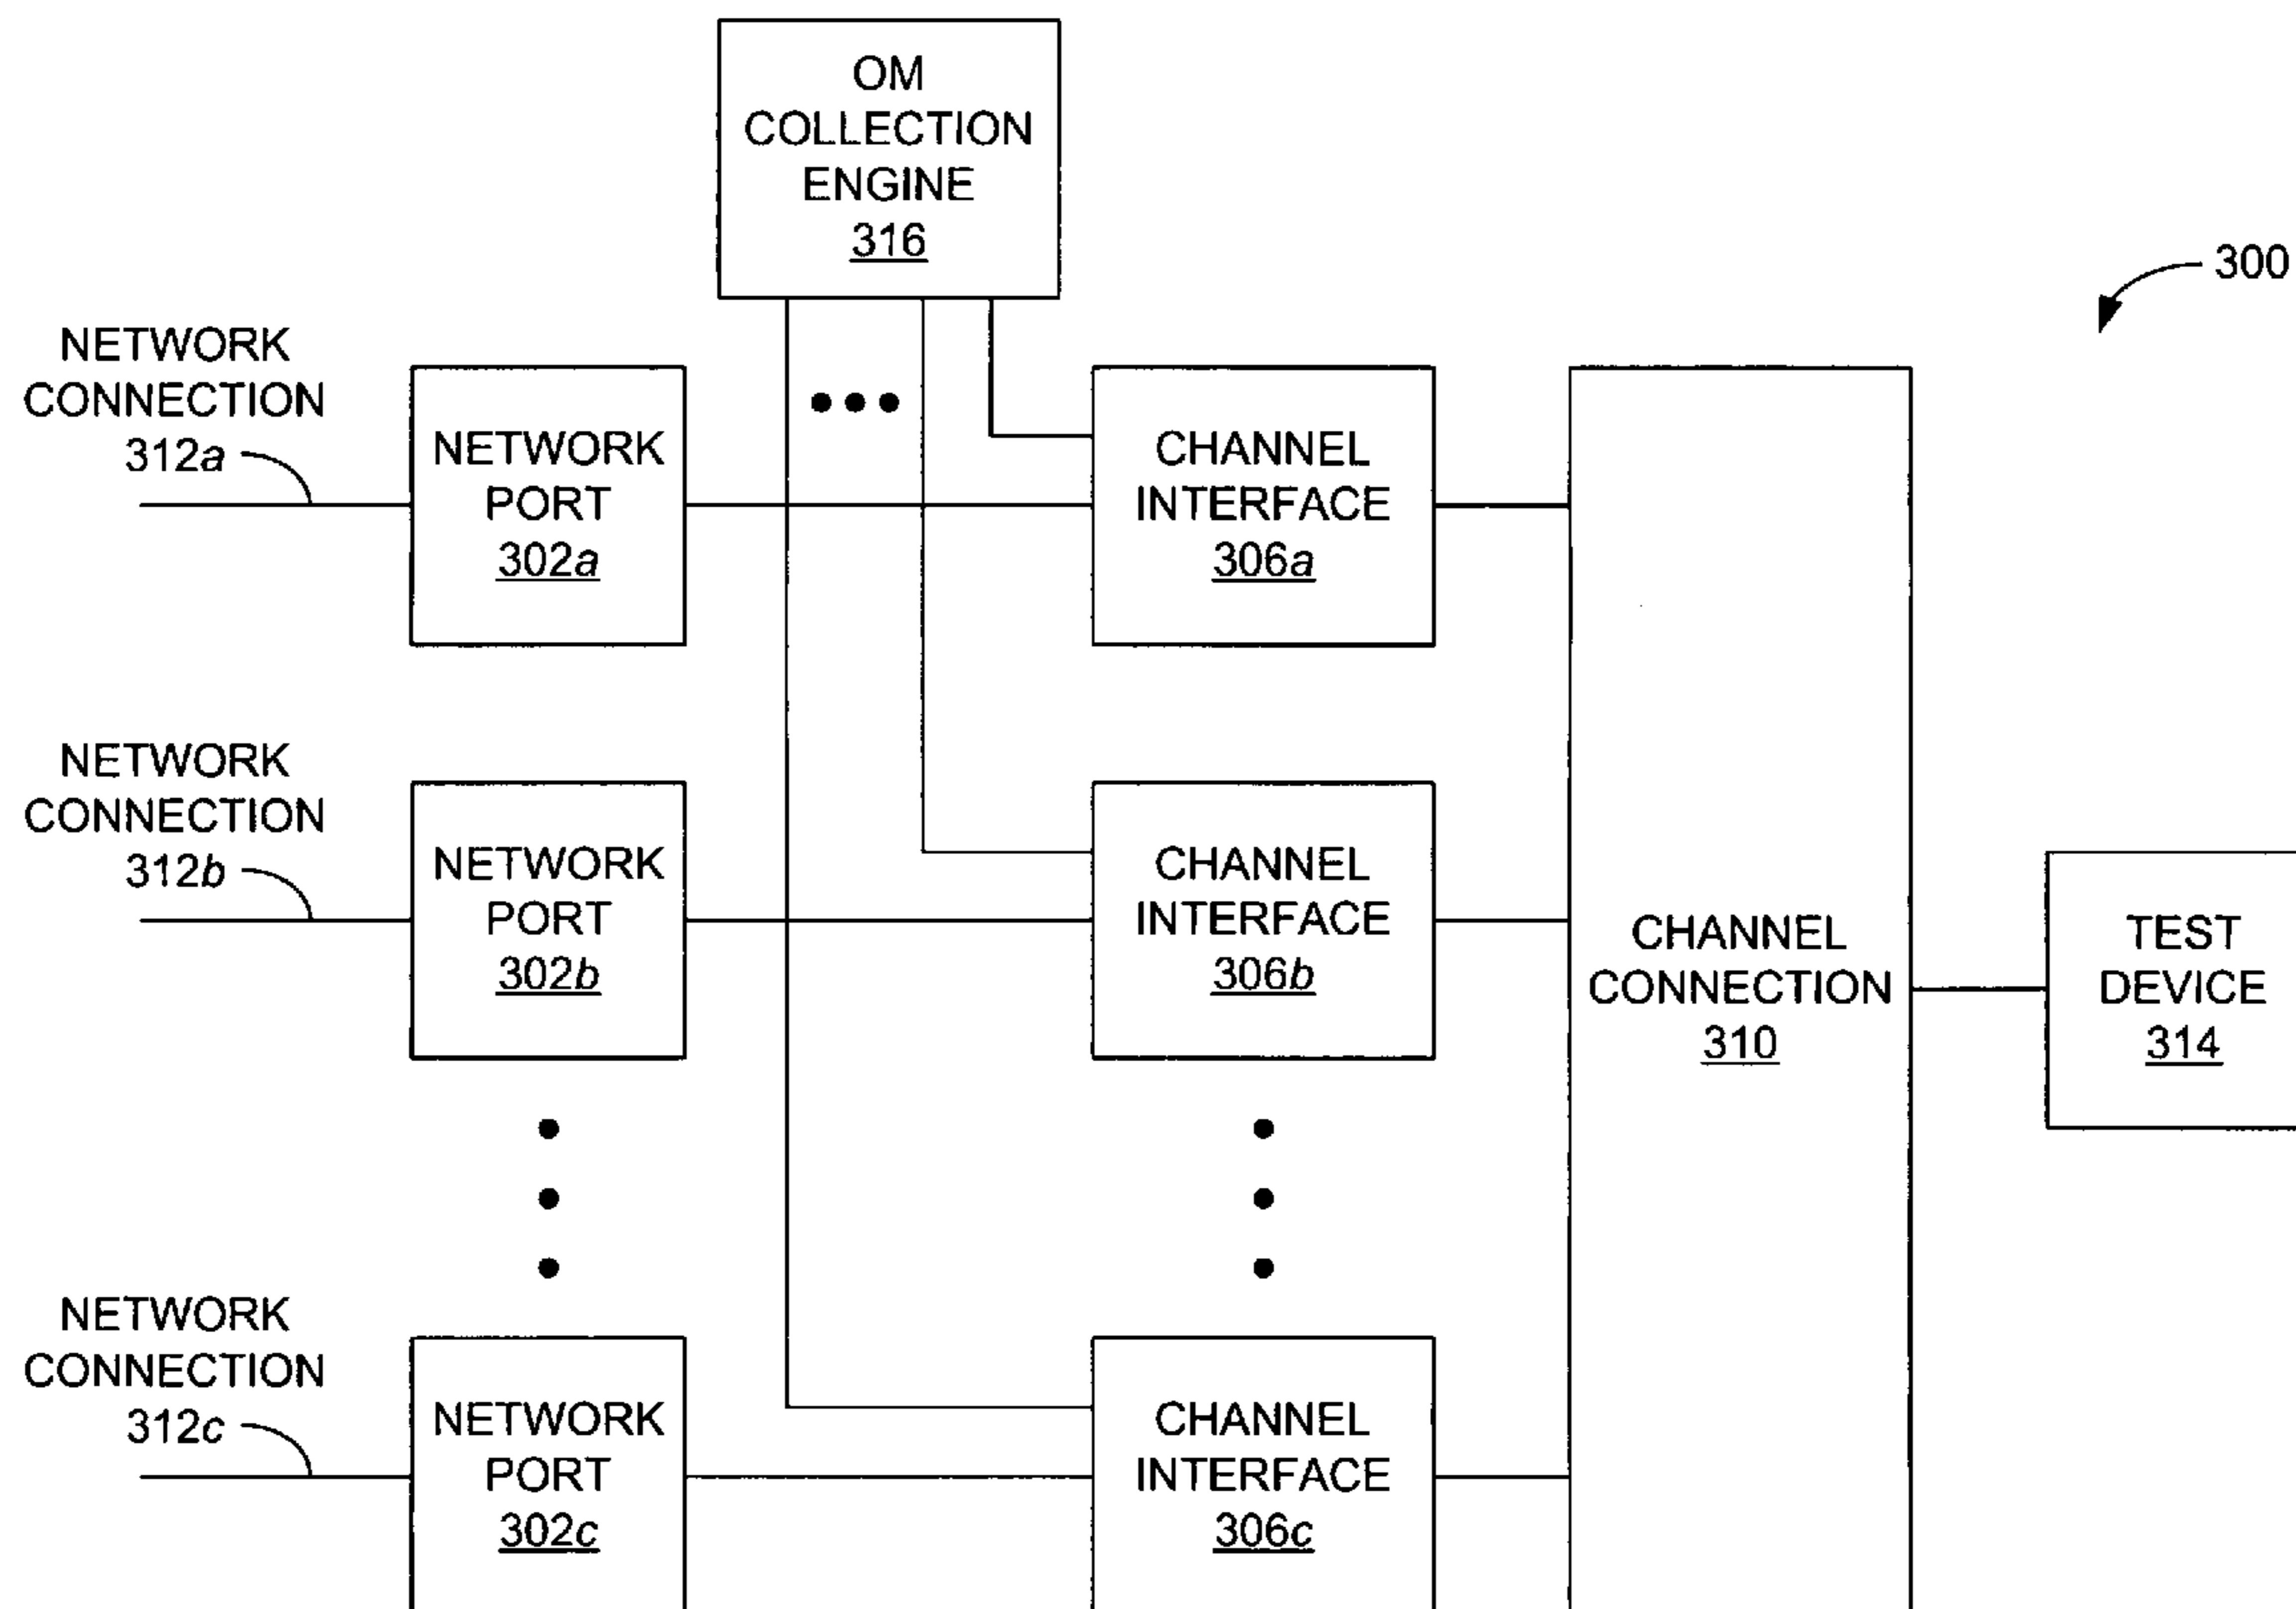 OM
COLLECTION
ENGINE
316
300
NETWORK
CONNECTION
312a
NETWORK
PORT
302a
CHANNEL
INTERFACE
306a
NETWORK
CONNECTION
312b
NETWORK
PORT
302b
CHANNEL
INTERFACE
306b
CHANNEL
CONNECTION
310
TEST
DEVICE
314
NETWORK
CONNECTION
312c
NETWORK
PORT
302c
CHANNEL
INTERFACE
306c